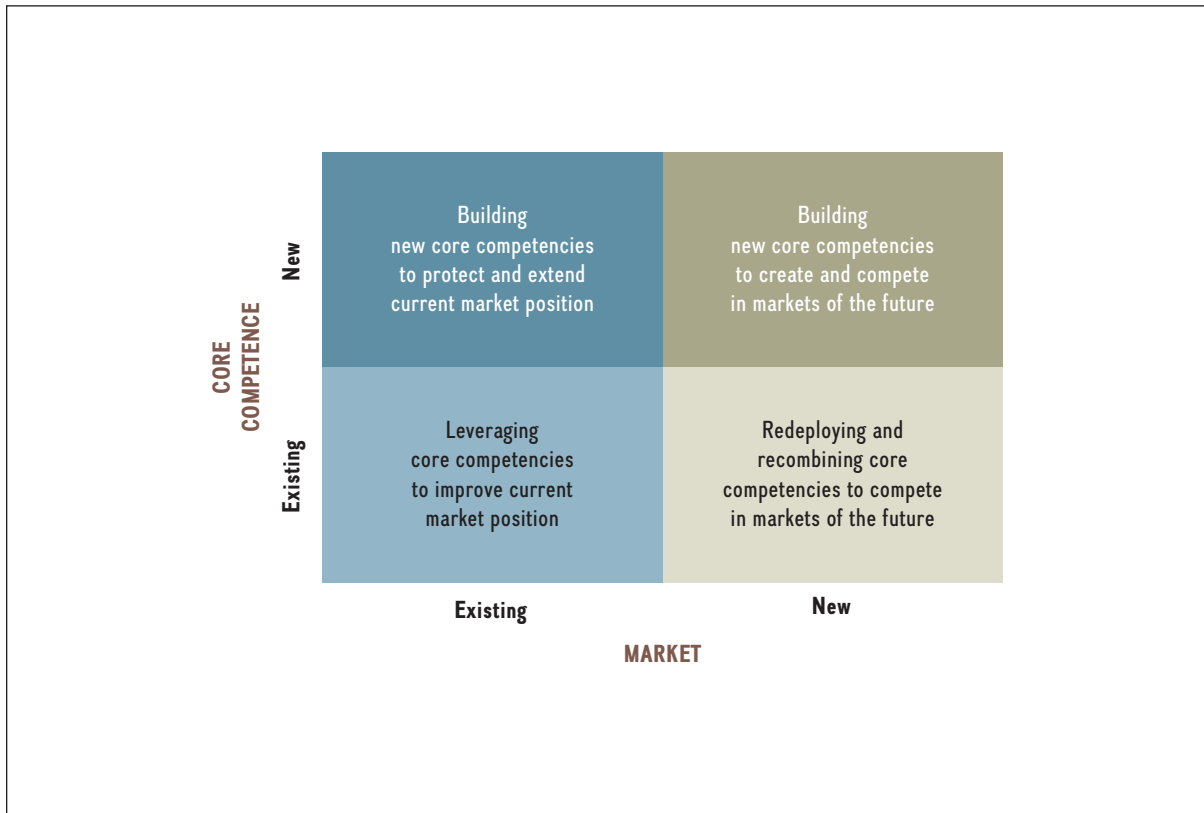 Building
new core competencies
to protect and extend
current market position
Building
new core competencies
to create and compete
in markets of the future
New
CORE
COMPETENCE
Existing
Leveraging
core competencies
to improve current
market position
Redeploying and
recombining core
competencies to compete
in markets of the future
Existing
New
MARKET